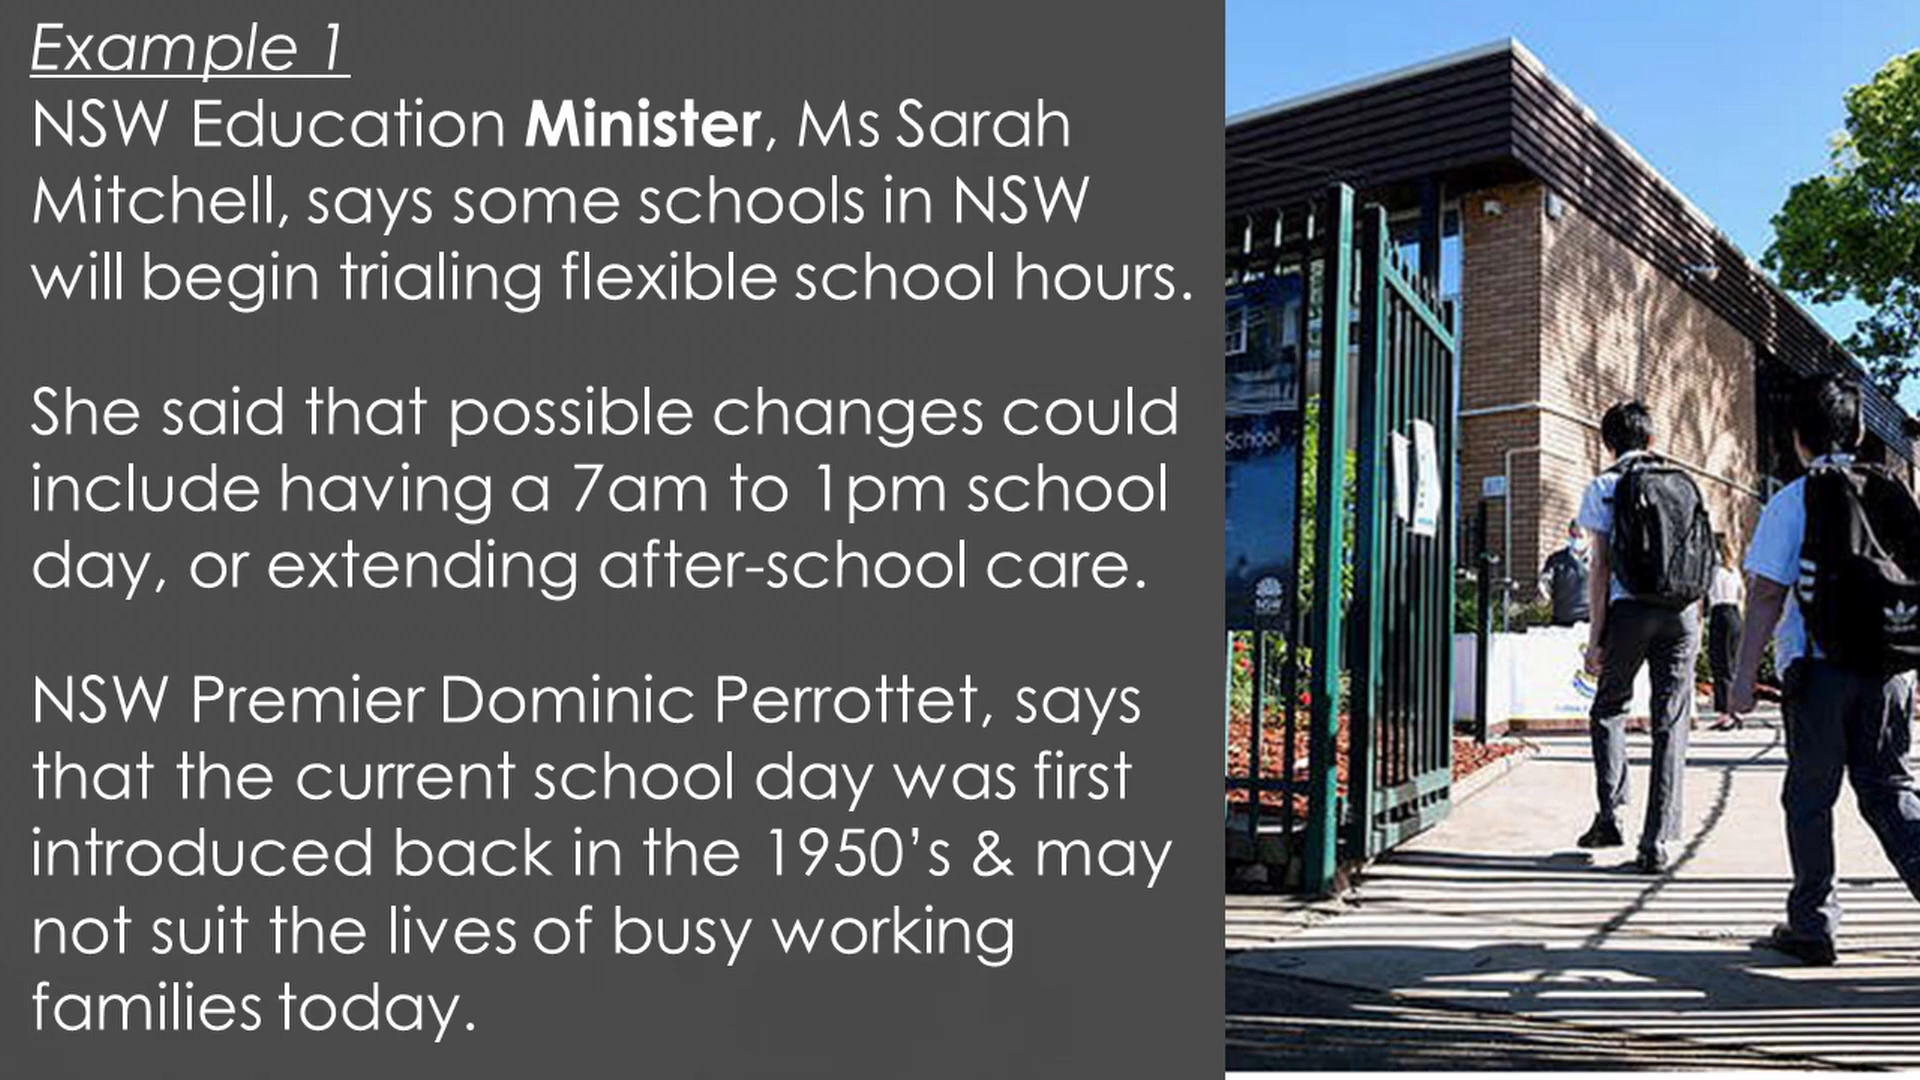 Example 1
NSW Education Minister, Ms Sarah
Mitchell, says some schools in NSW
will begin trialing flexible school hours.
She said that possible changes could
include having a 7am to 1pm school
day, or extending after-school care.
NSW Premier Dominic Perrottet, says
that the current school day was first
introduced back in the 1950’s & may
not suit the lives of busy working
families today.
School
NSW